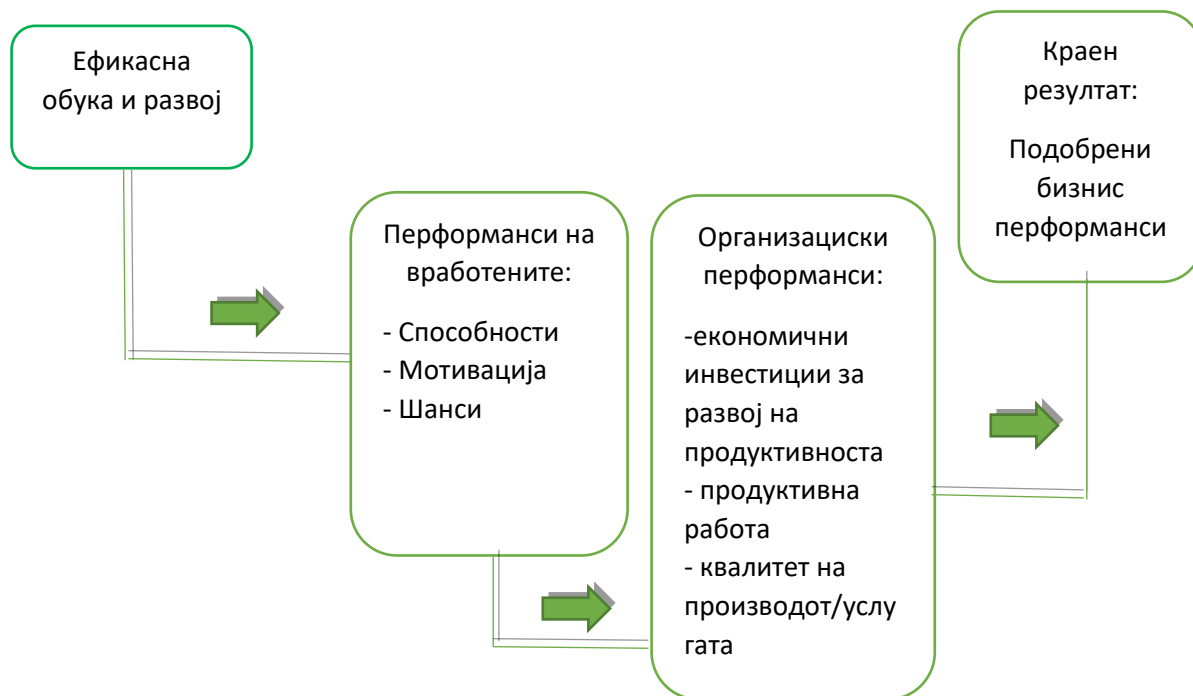 Ефикасна
обука и развој
Перформанси на
вработените:
- Способности
- Мотивација
- Шанси
Организациски
перформанси:
-економични
инвестиции за
развој на
продуктивноста
- продуктивна
работа
- квалитет на
производот/услу
гата
Краен
резултат:
Подобрени
бизнис
перформанси